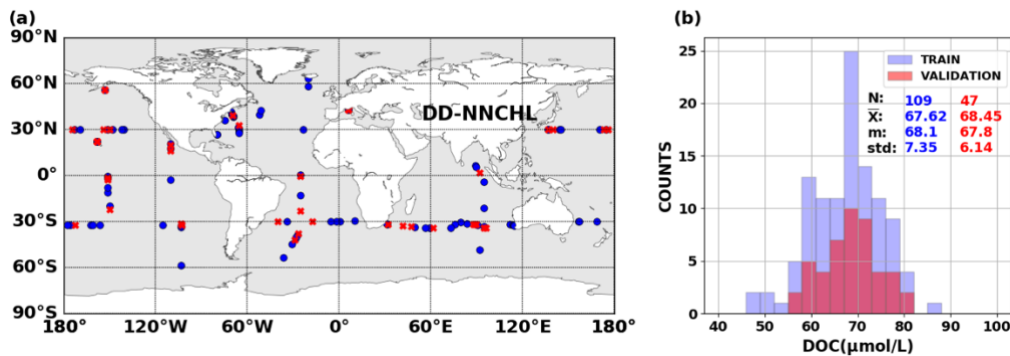 (a)
90°N
60°N
30°N
0°
30°S
60°S
90°S
180°
120°W
60°W
0°
60°E
120°E
180°
DD-NNCHL
(b)
COUNTS
25
20
15
10
5
0
40
50
60
70
80
90
100
DOC(μmol/L)
TRAIN
VALIDATION
N: 109 47
X̅: 67.62 68.45
m: 68.1 67.8
std: 7.35 6.14